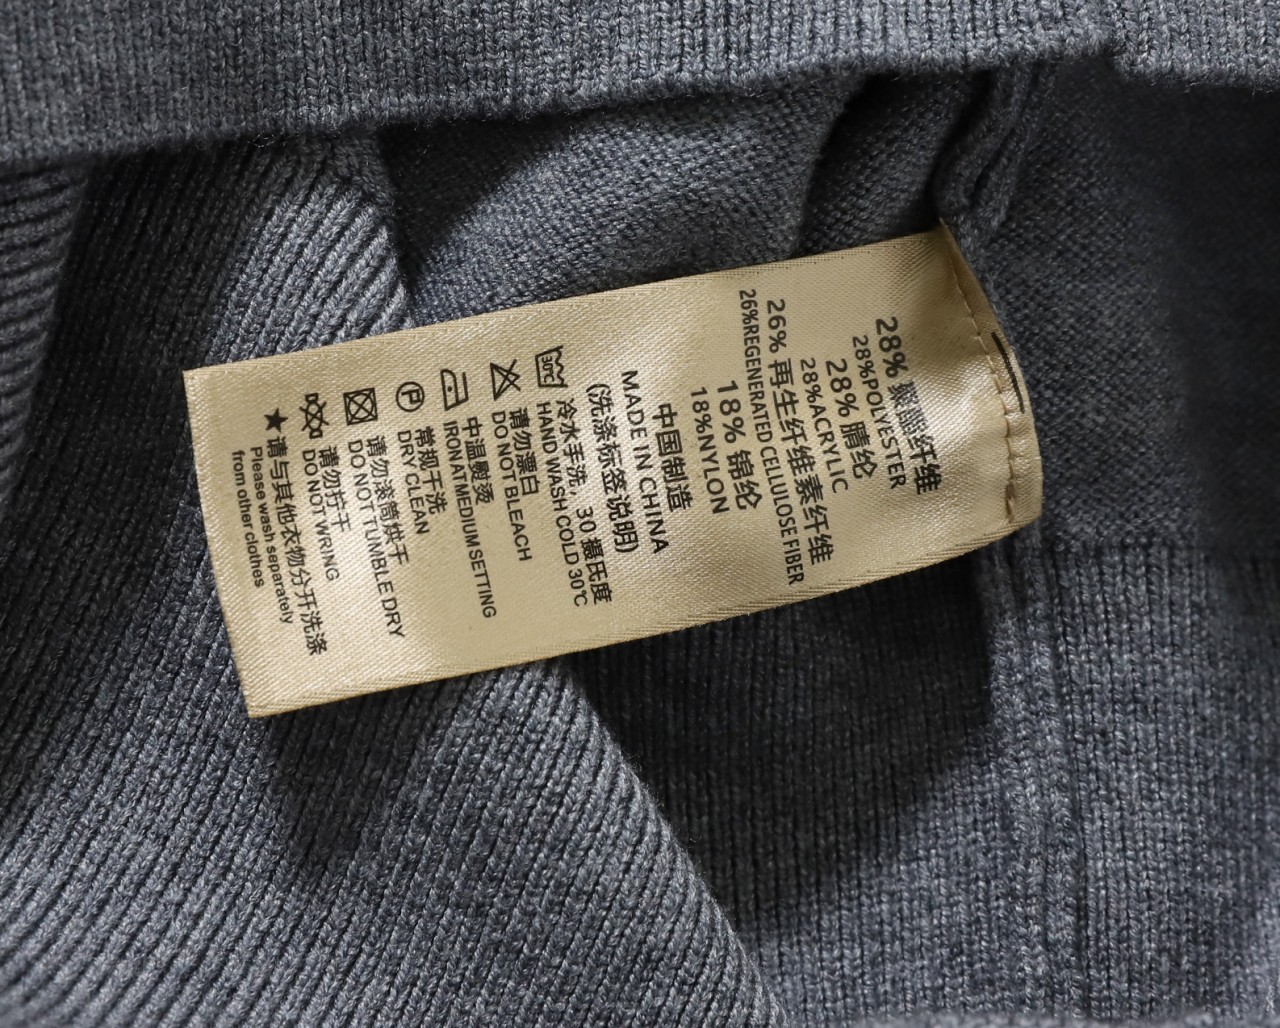 28% 聚酯纤维
28%POLYESTER
28% 腈纶
28%ACRYLIC
26% 再生纤维素纤维
26%REGENERATED CELLULOSE FIBER
18% 锦纶
18%NYLON
中国制造
MADE IN CHINA
(洗涤标签说明)
30℃
冷水手洗，30 摄氏度
HAND WASH COLD 30℃
请勿漂白
DO NOT BLEACH
中温熨烫
IRON AT MEDIUM SETTING
P
常规干洗
DRY CLEAN
请勿滚筒烘干
DO NOT TUMBLE DRY
请勿拧干
DO NOT WRING
★请与其他衣物分开洗涤
Please wash separately
from other clothes